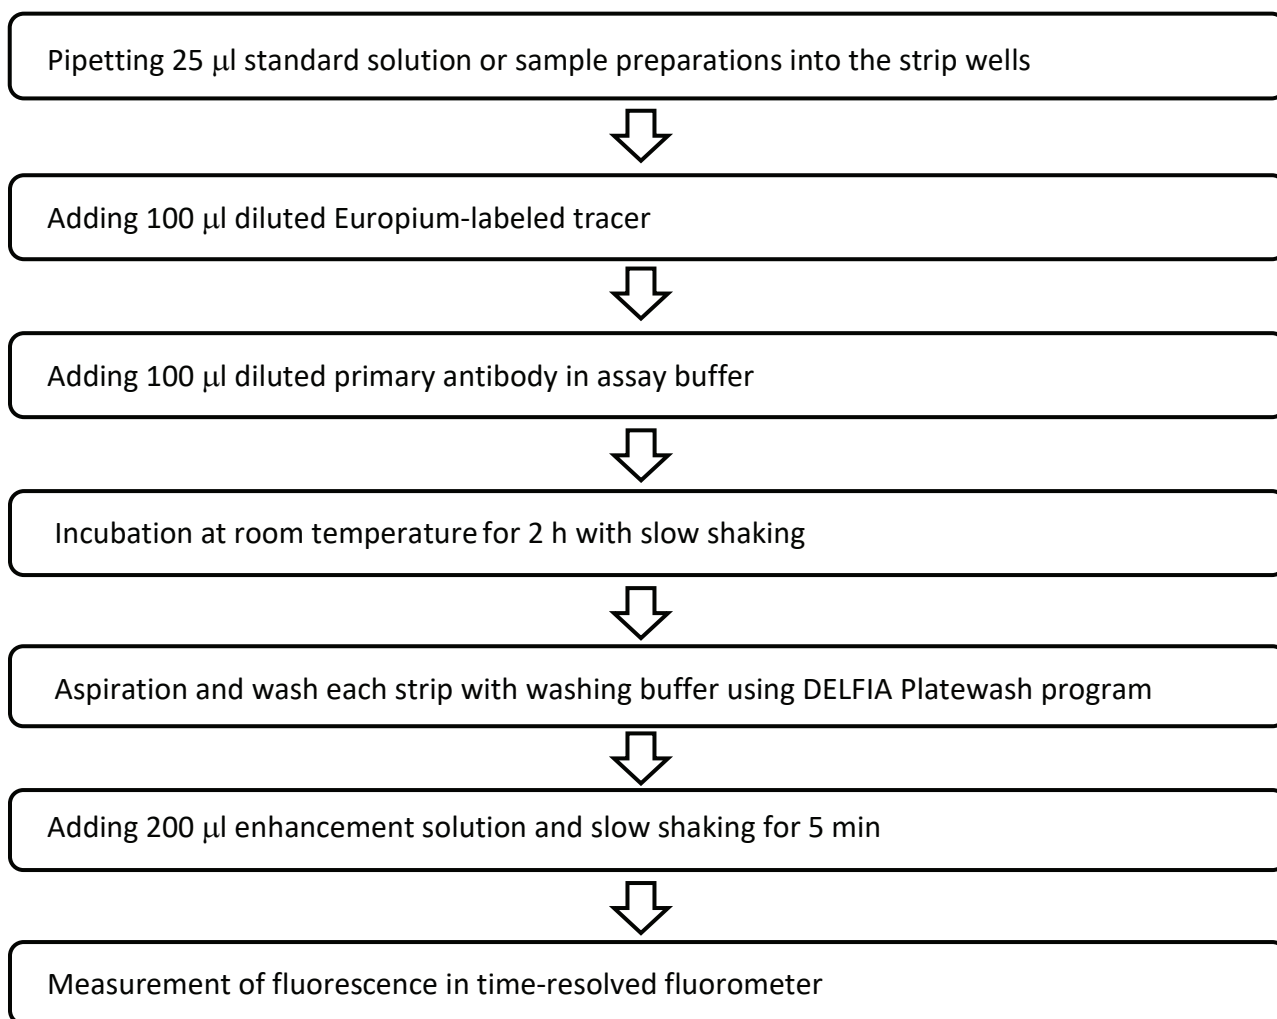 Pipetting 25 μl standard solution or sample preparations into the strip wells
Adding 100 μl diluted Europium-labeled tracer
Adding 100 μl diluted primary antibody in assay buffer
Incubation at room temperature for 2 h with slow shaking
Aspiration and wash each strip with washing buffer using DELFIA Platewash program
Adding 200 μl enhancement solution and slow shaking for 5 min
Measurement of fluorescence in time-resolved fluorometer